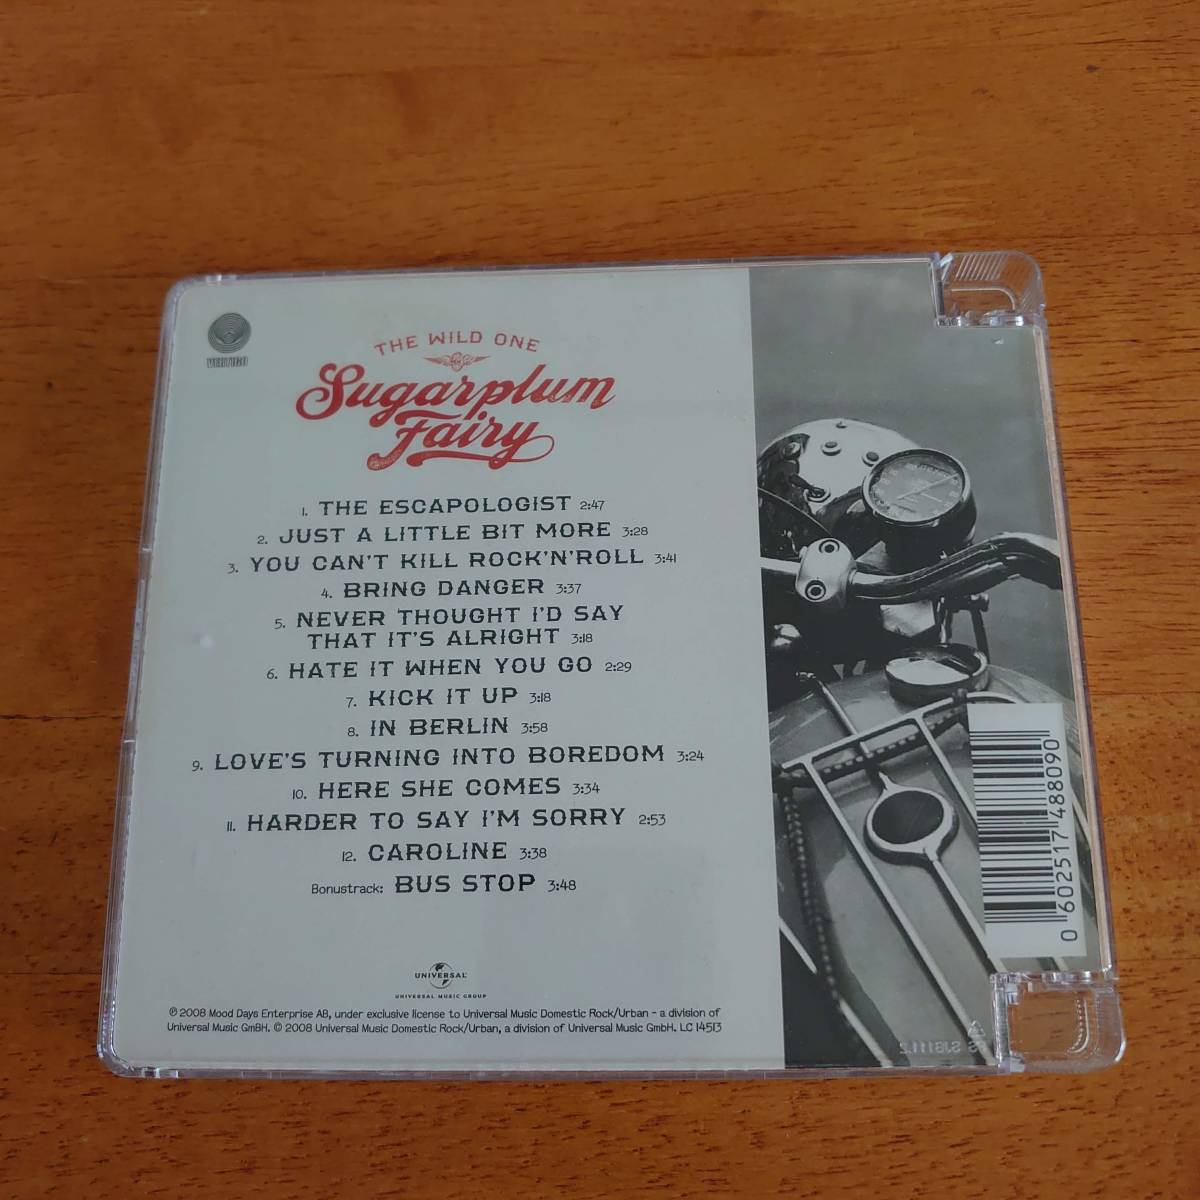 VERTIGO
THE WILD ONE
Sugarplum
Fairy
1. THE ESCAPOLOGIST 2:47
2. JUST A LITTLE BIT MORE 3:28
3. YOU CAN'T KILL ROCK'N'ROLL 3:41
4. BRING DANGER 3:37
5. NEVER THOUGHT I'D SAY
THAT IT'S ALRIGHT 3:18
6. HATE IT WHEN YOU GO 2:29
7. KICK IT UP 3:18
8. IN BERLIN 3:58
9. LOVE'S TURNING INTO BOREDOM 3:24
10. HERE SHE COMES 3:34
11. HARDER TO SAY I'M SORRY 2:53
12. CAROLINE 3:38
Bonustrack: BUS STOP 3:48
UNIVERSAL
UNIVERSAL MUSIC GROUP
℗ 2008 Mood Days Enterprise AB, under exclusive license to Universal Music Domestic Rock/Urban - a division of
Universal Music GmbH. © 2008 Universal Music Domestic Rock/Urban, a division of Universal Music GmbH. LC 14513
0 602517 488090